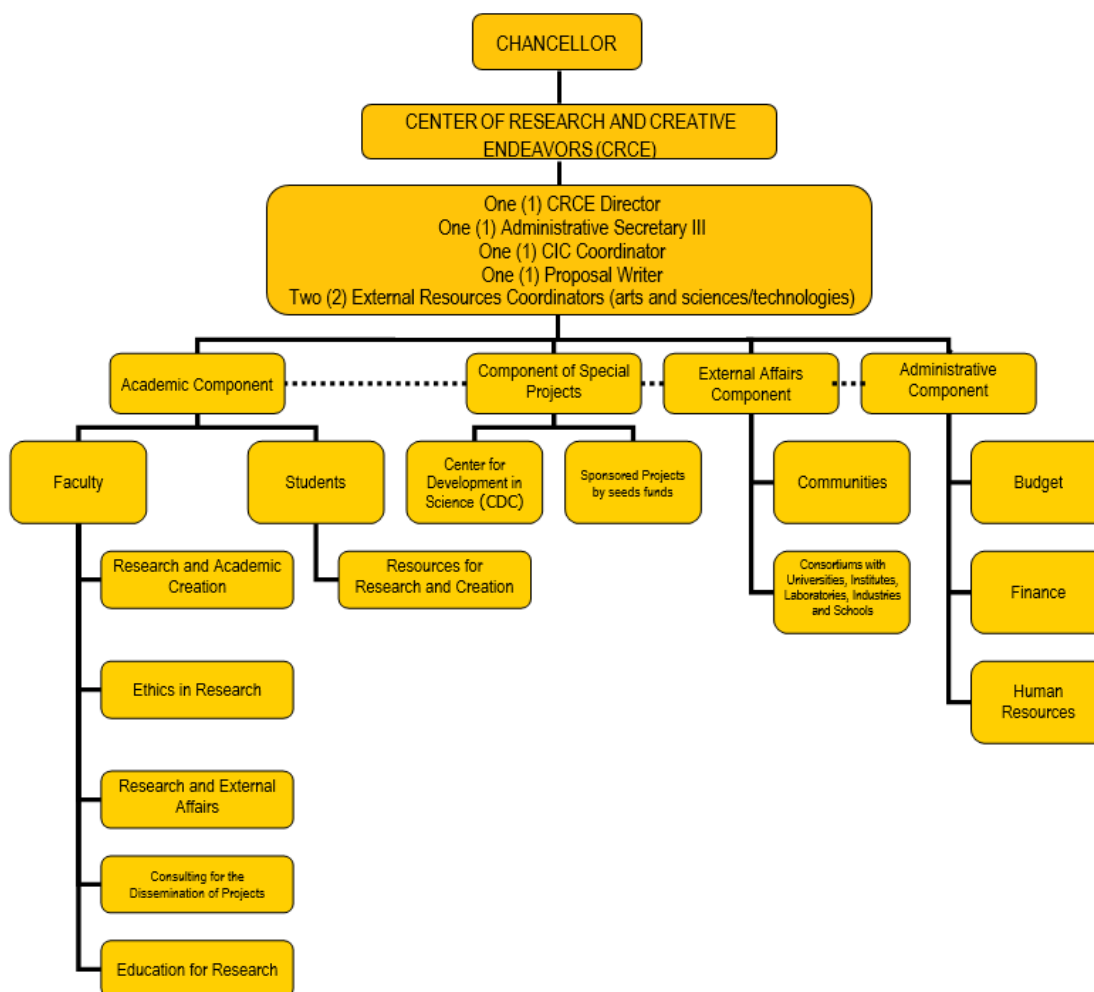 CHANCELLOR
CENTER OF RESEARCH AND CREATIVE
ENDEAVORS (CRCE)
One (1) CRCE Director
One (1) Administrative Secretary III
One (1) CIC Coordinator
One (1) Proposal Writer
Two (2) External Resources Coordinators (arts and sciences/technologies)
Academic Component
Component of Special
Projects
External Affairs
Component
Administrative
Component
Faculty
Students
Center for
Development in
Science (CDC)
Sponsored Projects
by seeds funds
Communities
Budget
Research and Academic
Creation
Resources for
Research and Creation
Consortiums with
Universities, Institutes,
Laboratories, Industries
and Schools
Finance
Ethics in Research
Human
Resources
Research and External
Affairs
Consulting for the
Dissemination of Projects
Education for Research